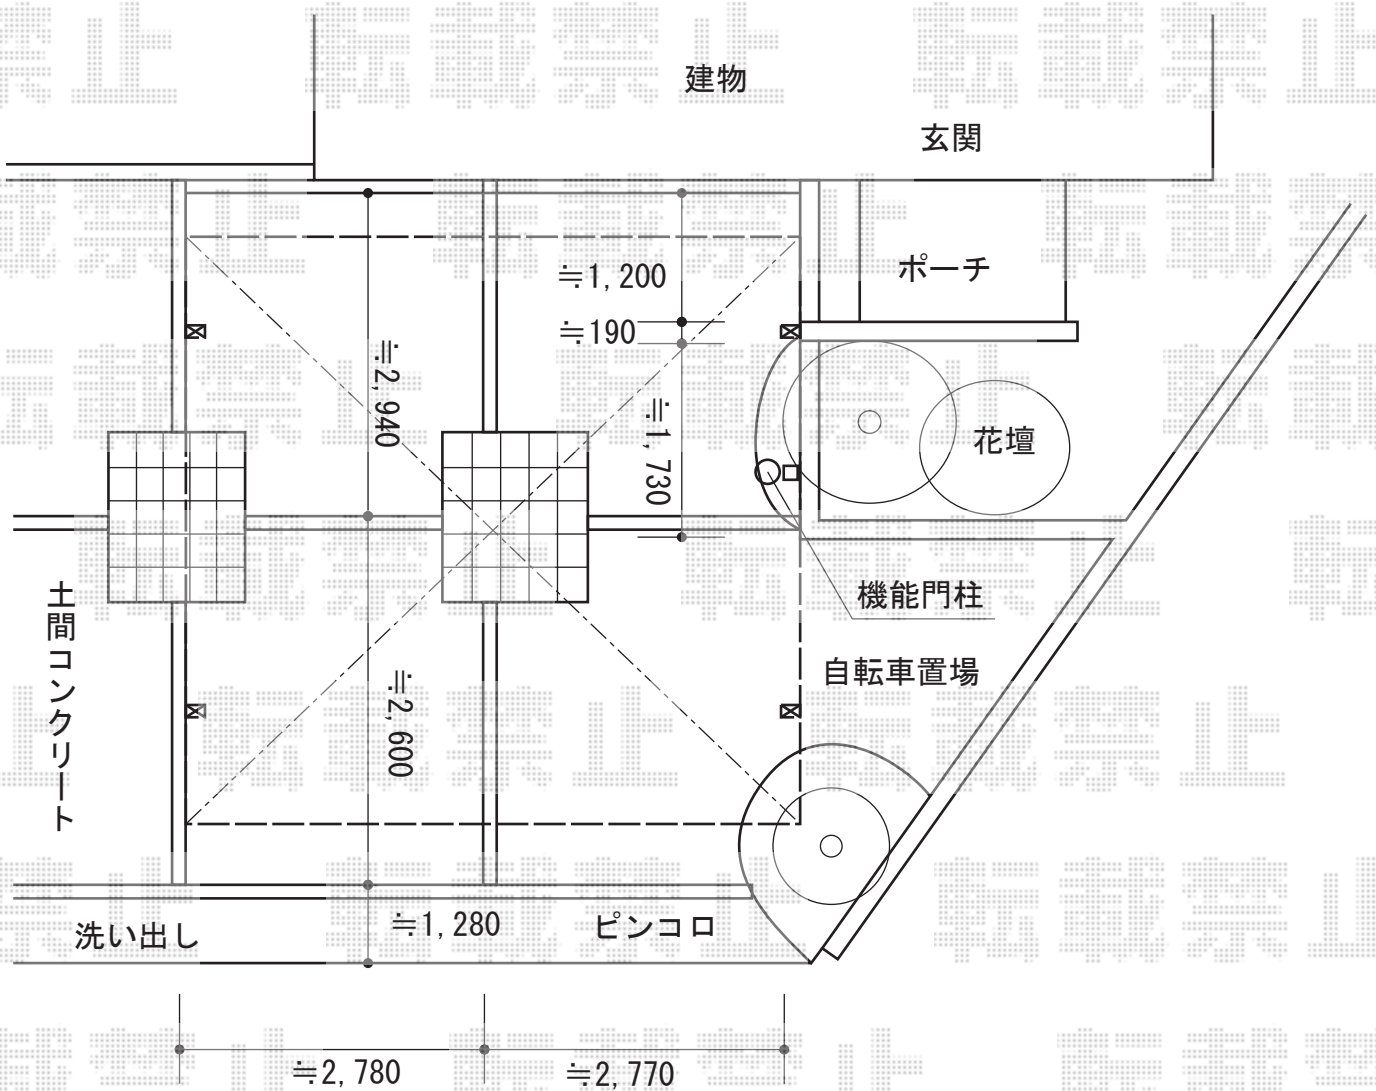 建物
玄関
ポーチ
≒1,200
≒190
≒2,940
≒1,730
花壇
機能門柱
土間コンクリート
自転車置場
≒2,600
≒1,280
ピンコロ
洗い出し
≒2,780
≒2,770
転載禁止